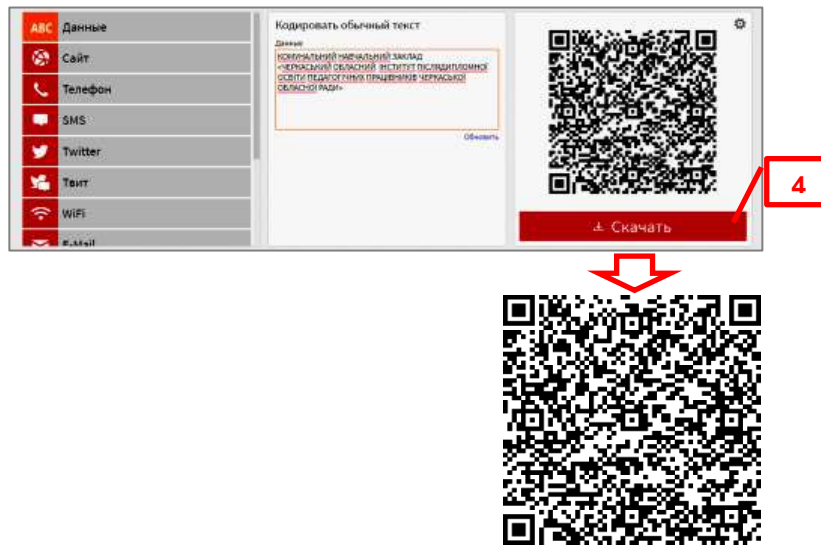 ABC Данные
Сайт
Телефон
SMS
Twitter
Твит
WiFi
E-Mail
Кодировать обычный текст
Данные
КОМУНАЛЬНИЙ НАВЧАЛЬНИЙ ЗАКЛАД
«ЧЕРКАСЬКИЙ ОБЛАСНИЙ ІНСТИТУТ ПІСЛЯДИПЛОМНОЇ
ОСВІТИ ПЕДАГОГІЧНИХ ПРАЦІВНИКІВ ЧЕРКАСЬКОЇ
ОБЛАСНОЇ РАДИ»
Обновить
Скачать
4